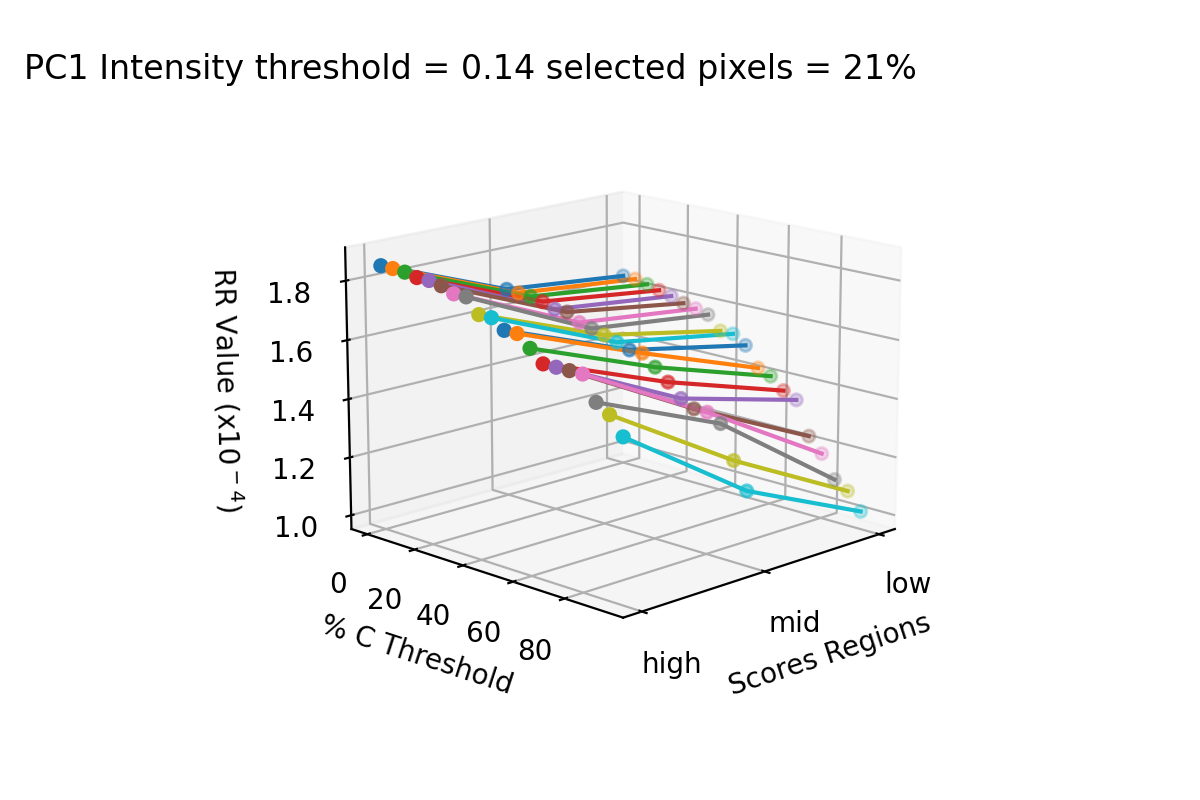 PC1 Intensity threshold = 0.14 selected pixels = 21%
RR Value (x10⁻⁴)
1.8
1.6
1.4
1.2
1.0
0
20
40
60
80
% C Threshold
high
mid
low
Scores Regions